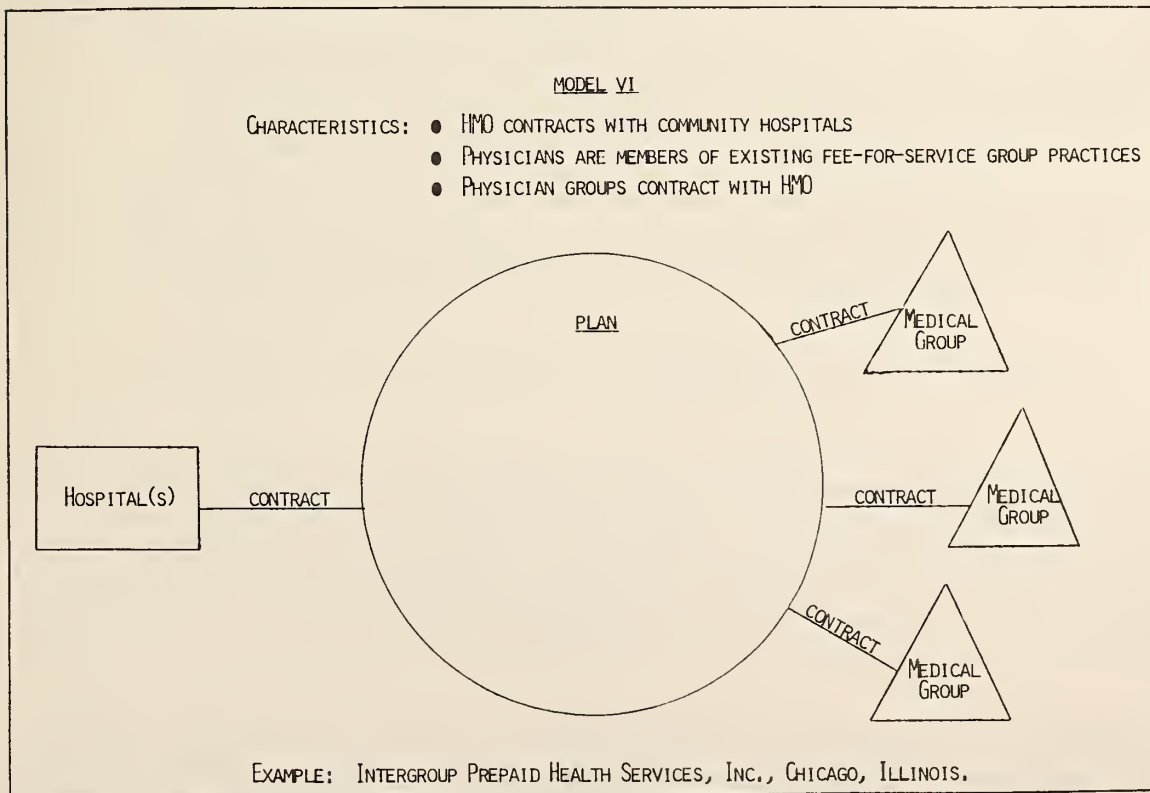 MODEL VI
CHARACTERISTICS: ● HMO CONTRACTS WITH COMMUNITY HOSPITALS
● PHYSICIANS ARE MEMBERS OF EXISTING FEE-FOR-SERVICE GROUP PRACTICES
● PHYSICIAN GROUPS CONTRACT WITH HMO
PLAN
CONTRACT
MEDICAL
GROUP
HOSPITAL(S)
CONTRACT
CONTRACT
MEDICAL
GROUP
CONTRACT
MEDICAL
GROUP
EXAMPLE: INTERGROUP PREPAID HEALTH SERVICES, INC., CHICAGO, ILLINOIS.